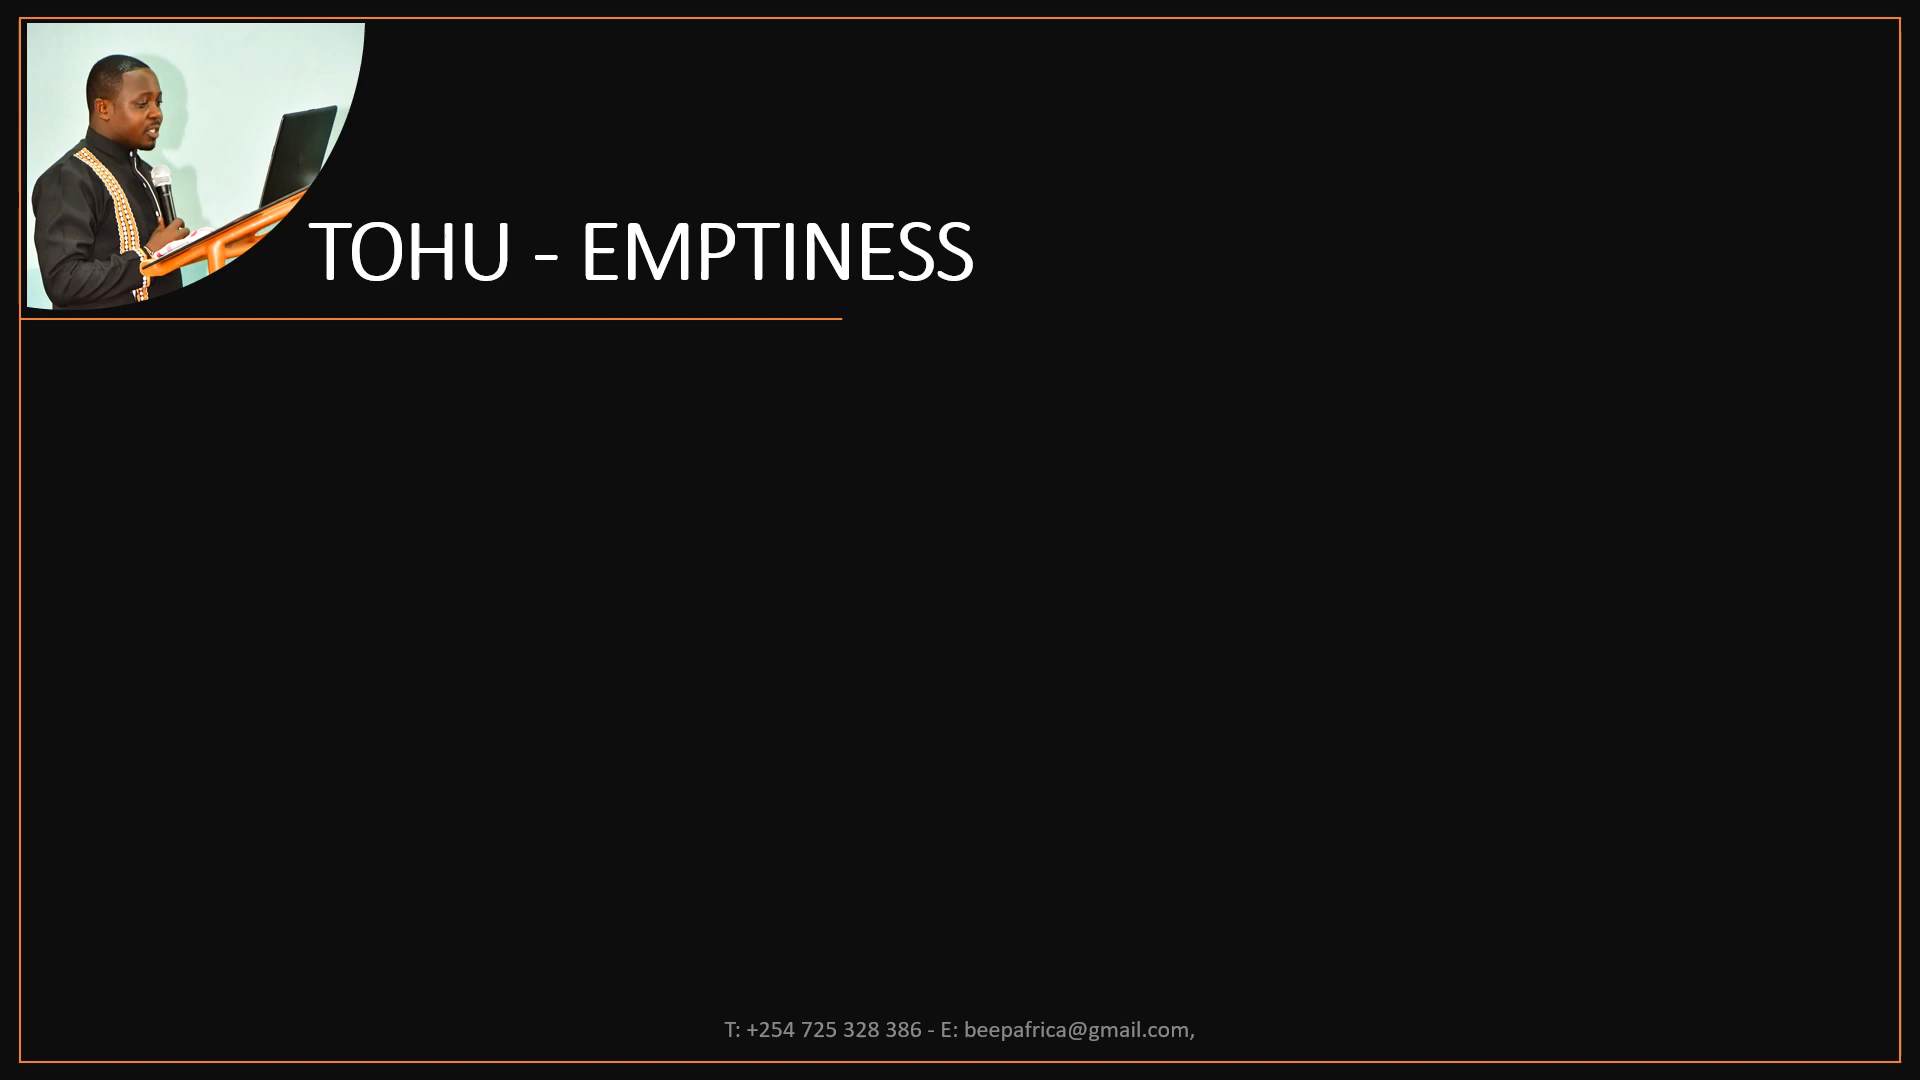 TOHU - EMPTINESS
T: +254 725 328 386 - E: beepafrica@gmail.com,